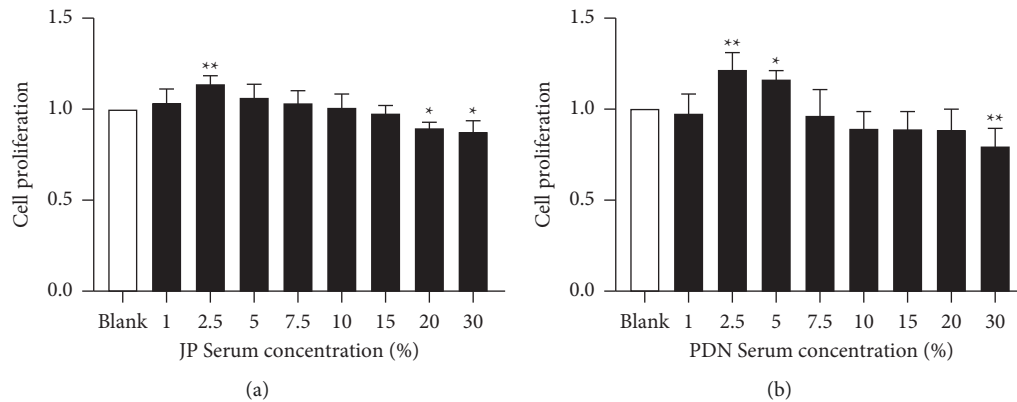 1.5
1.0
0.5
0.0
Cell proliferation
**
*
*
Blank 1 2.5 5 7.5 10 15 20 30
JP Serum concentration (%)
(a)
1.5
1.0
0.5
0.0
Cell proliferation
**
*
**
Blank 1 2.5 5 7.5 10 15 20 30
PDN Serum concentration (%)
(b)